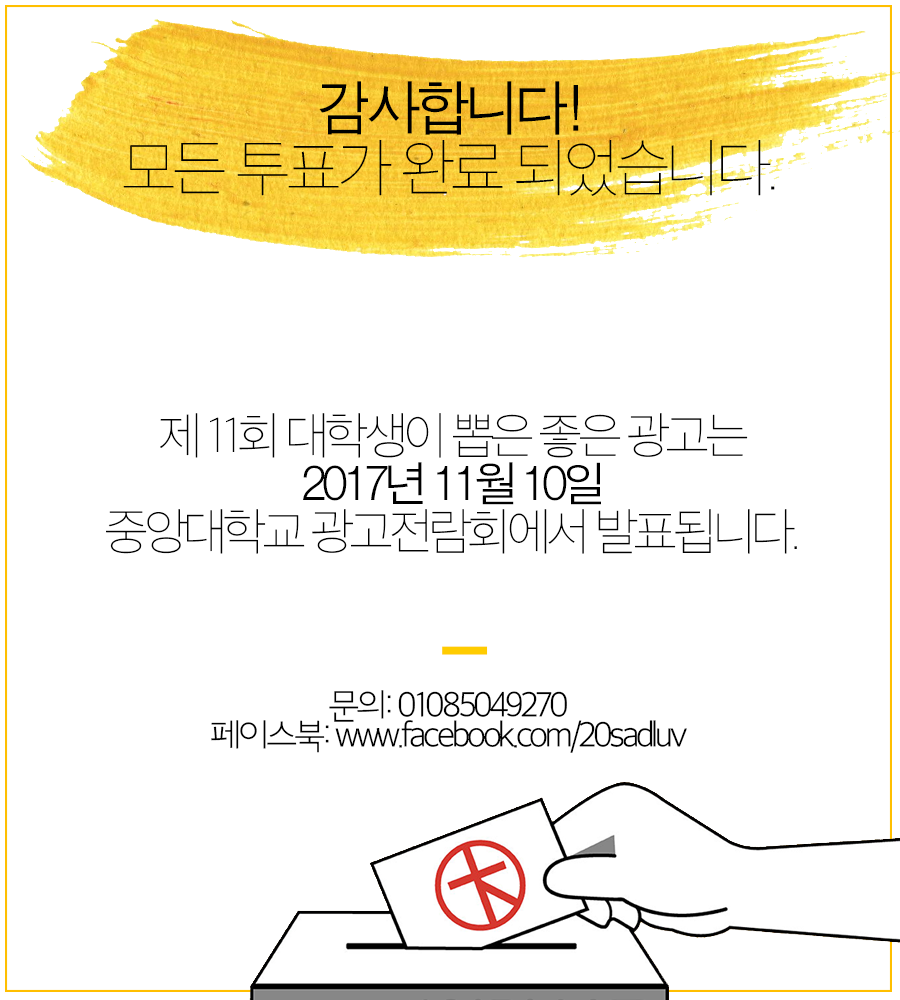 감사합니다!
모든 투표가 완료 되었습니다.
제 11회 대학생이 뽑은 좋은 광고는
2017년 11월 10일
중앙대학교 광고전람회에서 발표됩니다.
문의: 01085049270
페이스북: www.facebook.com/20sadluv